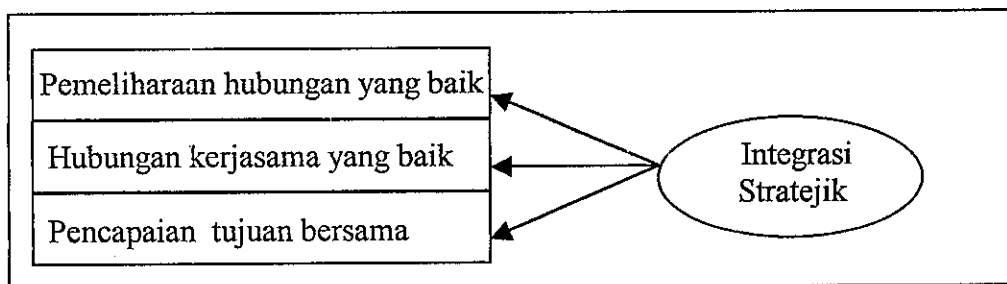 Pemeliharaan hubungan yang baik
Hubungan kerjasama yang baik
Pencapaian tujuan bersama
Integrasi
Stratejik